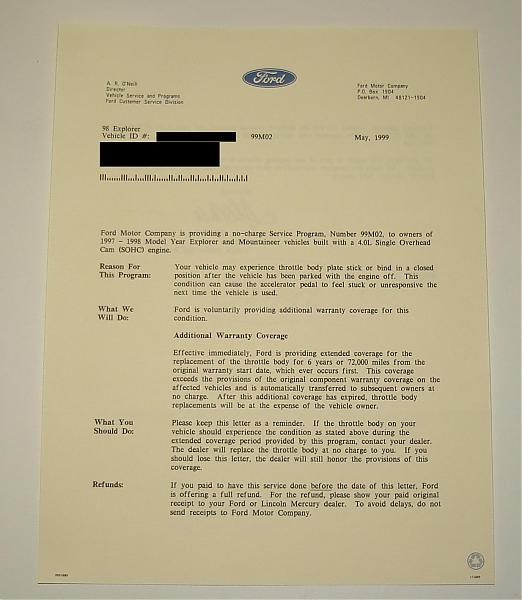 Ford
A. R. O'Neill
Director
Vehicle Service and Programs
Ford Customer Service Division
Ford Motor Company
P.O. Box 1904
Dearborn, MI 48121-1904
98 Explorer
Vehicle ID #: 99M02 May, 1999
Ford Motor Company is providing a no-charge Service Program, Number 99M02, to owners of
1997 - 1998 Model Year Explorer and Mountaineer vehicles built with a 4.0L Single Overhead
Cam (SOHC) engine.
Reason For
This Program:
Your vehicle may experience throttle body plate stick or bind in a closed
position after the vehicle has been parked with the engine off. This
condition can cause the accelerator pedal to feel stuck or unresponsive the
next time the vehicle is used.
What We
Will Do:
Ford is voluntarily providing additional warranty coverage for this
condition.
Additional Warranty Coverage
Effective immediately, Ford is providing extended coverage for the
replacement of the throttle body for 6 years or 72,000 miles from the
original warranty start date, which ever occurs first. This coverage
exceeds the provisions of the original component warranty coverage on the
affected vehicles and is automatically transferred to subsequent owners at
no charge. After this additional coverage has expired, throttle body
replacements will be at the expense of the vehicle owner.
What You
Should Do:
Please keep this letter as a reminder. If the throttle body on your
vehicle should experience the condition as stated above during the
extended coverage period provided by this program, contact your dealer.
The dealer will replace the throttle body at no charge to you. If you
should lose this letter, the dealer will still honor the provisions of this
coverage.
Refunds:
If you paid to have this service done before the date of this letter, Ford
is offering a full refund. For the refund, please show your paid original
receipt to your Ford or Lincoln Mercury dealer. To avoid delays, do not
send receipts to Ford Motor Company.